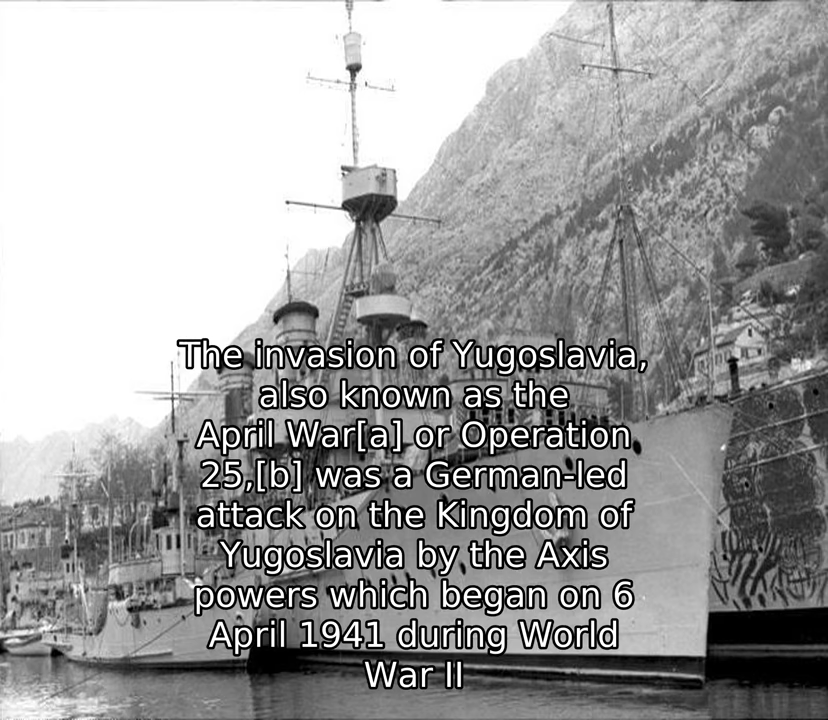 The invasion of Yugoslavia,
also known as the
April War[a] or Operation
25,[b] was a German-led
attack on the Kingdom of
Yugoslavia by the Axis
powers which began on 6
April 1941 during World
War II